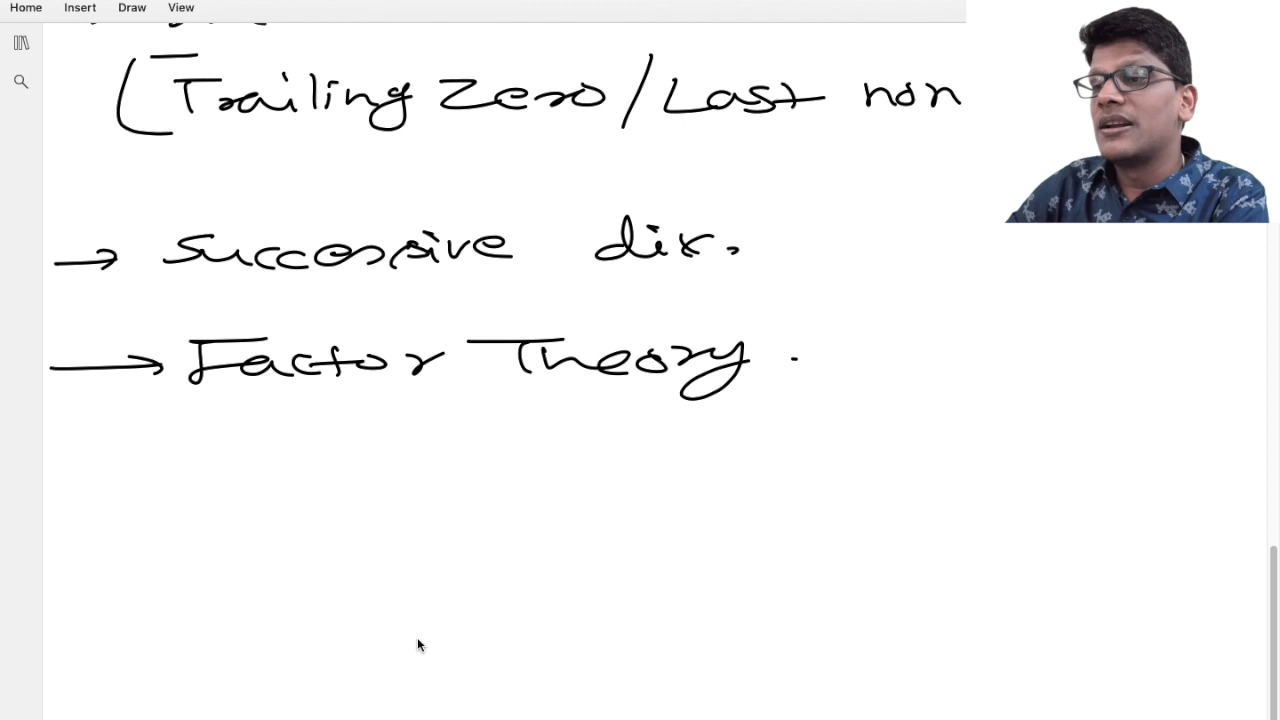 Home Insert Draw View
(Trailing Zero/Last non
→ Successive div.
→ Factor Theory.